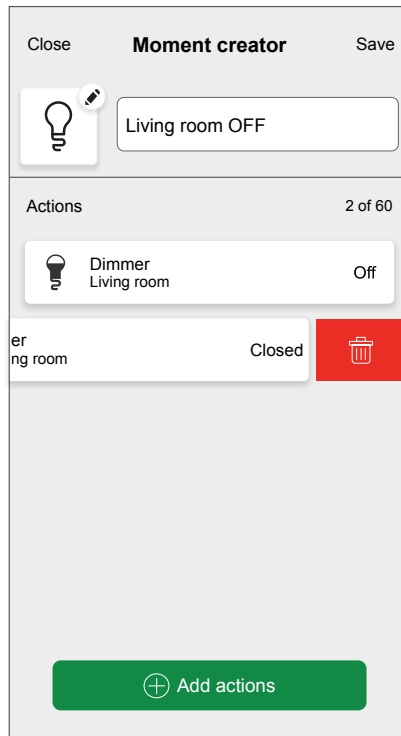 Close Moment creator Save
Living room OFF
Actions 2 of 60
Dimmer
Living room
Off
er
ng room
Closed
Add actions